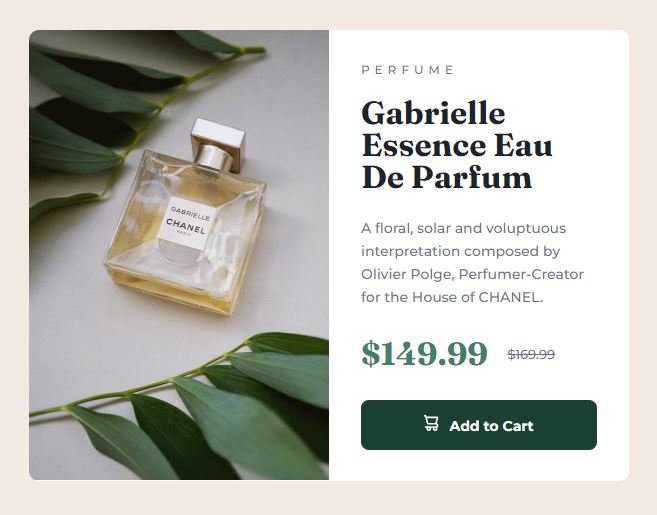 PERFUME
Gabrielle
Essence Eau
De Parfum
A floral, solar and voluptuous
interpretation composed by
Olivier Polge, Perfumer-Creator
for the House of CHANEL.
$149.99 $169.99
Add to Cart
GABRIELLE
CHANEL
PARIS